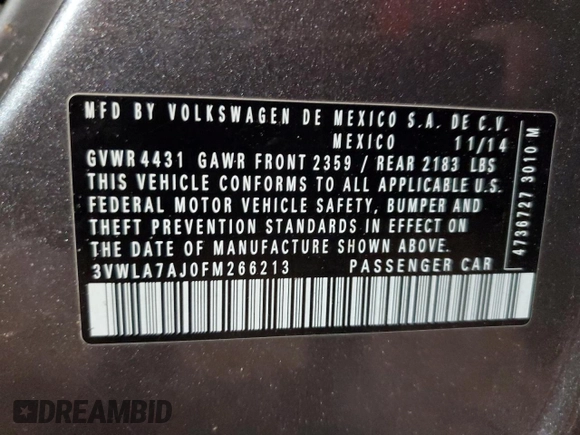 MFD BY VOLKSWAGEN DE MEXICO S.A. DE C.V.
MEXICO 11/14
GVWR 4431 GAWR FRONT 2359 / REAR 2183 LBS
THIS VEHICLE CONFORMS TO ALL APPLICABLE U.S.
FEDERAL MOTOR VEHICLE SAFETY, BUMPER AND
THEFT PREVENTION STANDARDS IN EFFECT ON
THE DATE OF MANUFACTURE SHOWN ABOVE.
3VWLA7AJ0FM266213 PASSENGER CAR
4736727 3010 M
DREAMBID